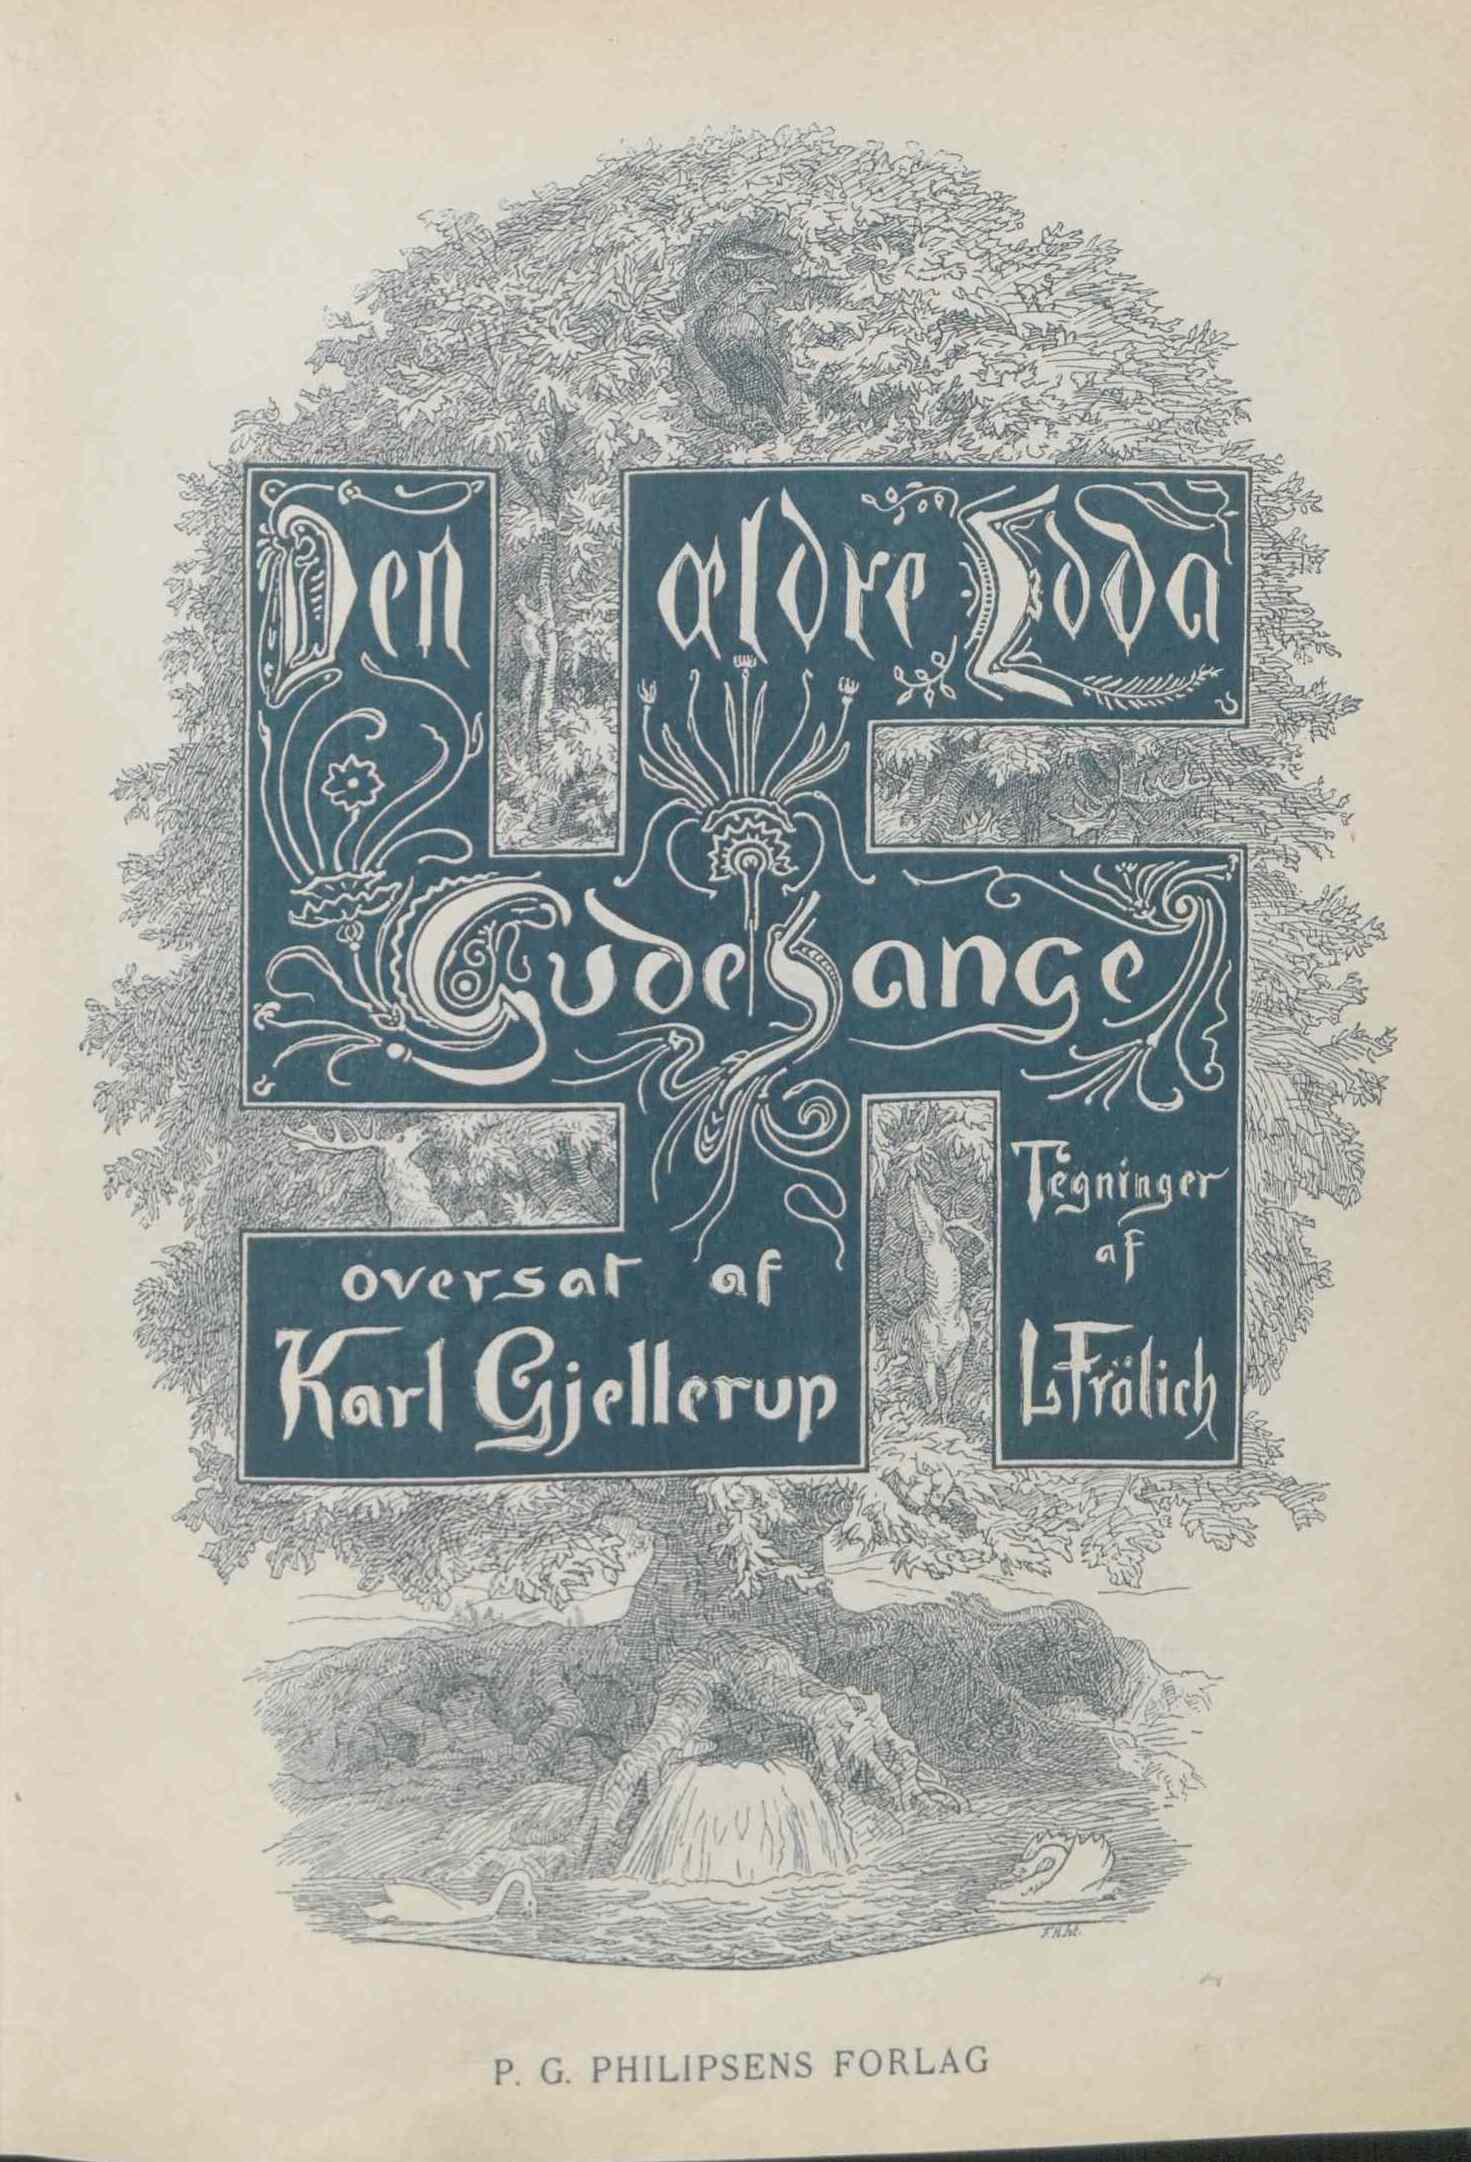 Den ældre Edda
GudeSange
oversat af
Karl Gjellerup
Tegninger
af
L Frölich
P. G. PHILIPSENS FORLAG